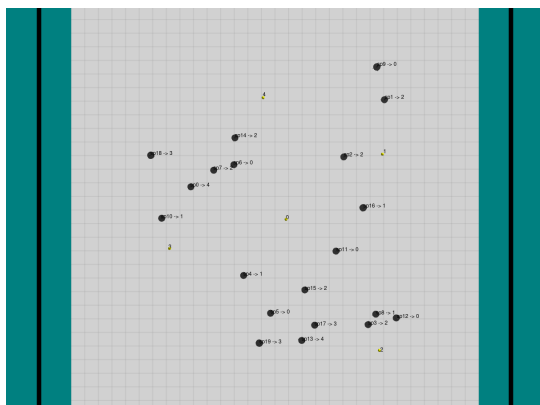 p9 -> 0
4
p1 -> 2
p14 -> 2
1
p18 -> 3
p2 -> 2
p6 -> 0
p7 ->
p0 -> 4
p16 -> 1
p10 -> 1
0
3
p11 -> 0
p4 -> 1
p15 -> 2
p5 -> 0
p8 -> 1
p12 -> 0
p17 -> 3
p3 -> 2
p19 -> 3
p13 -> 4
2